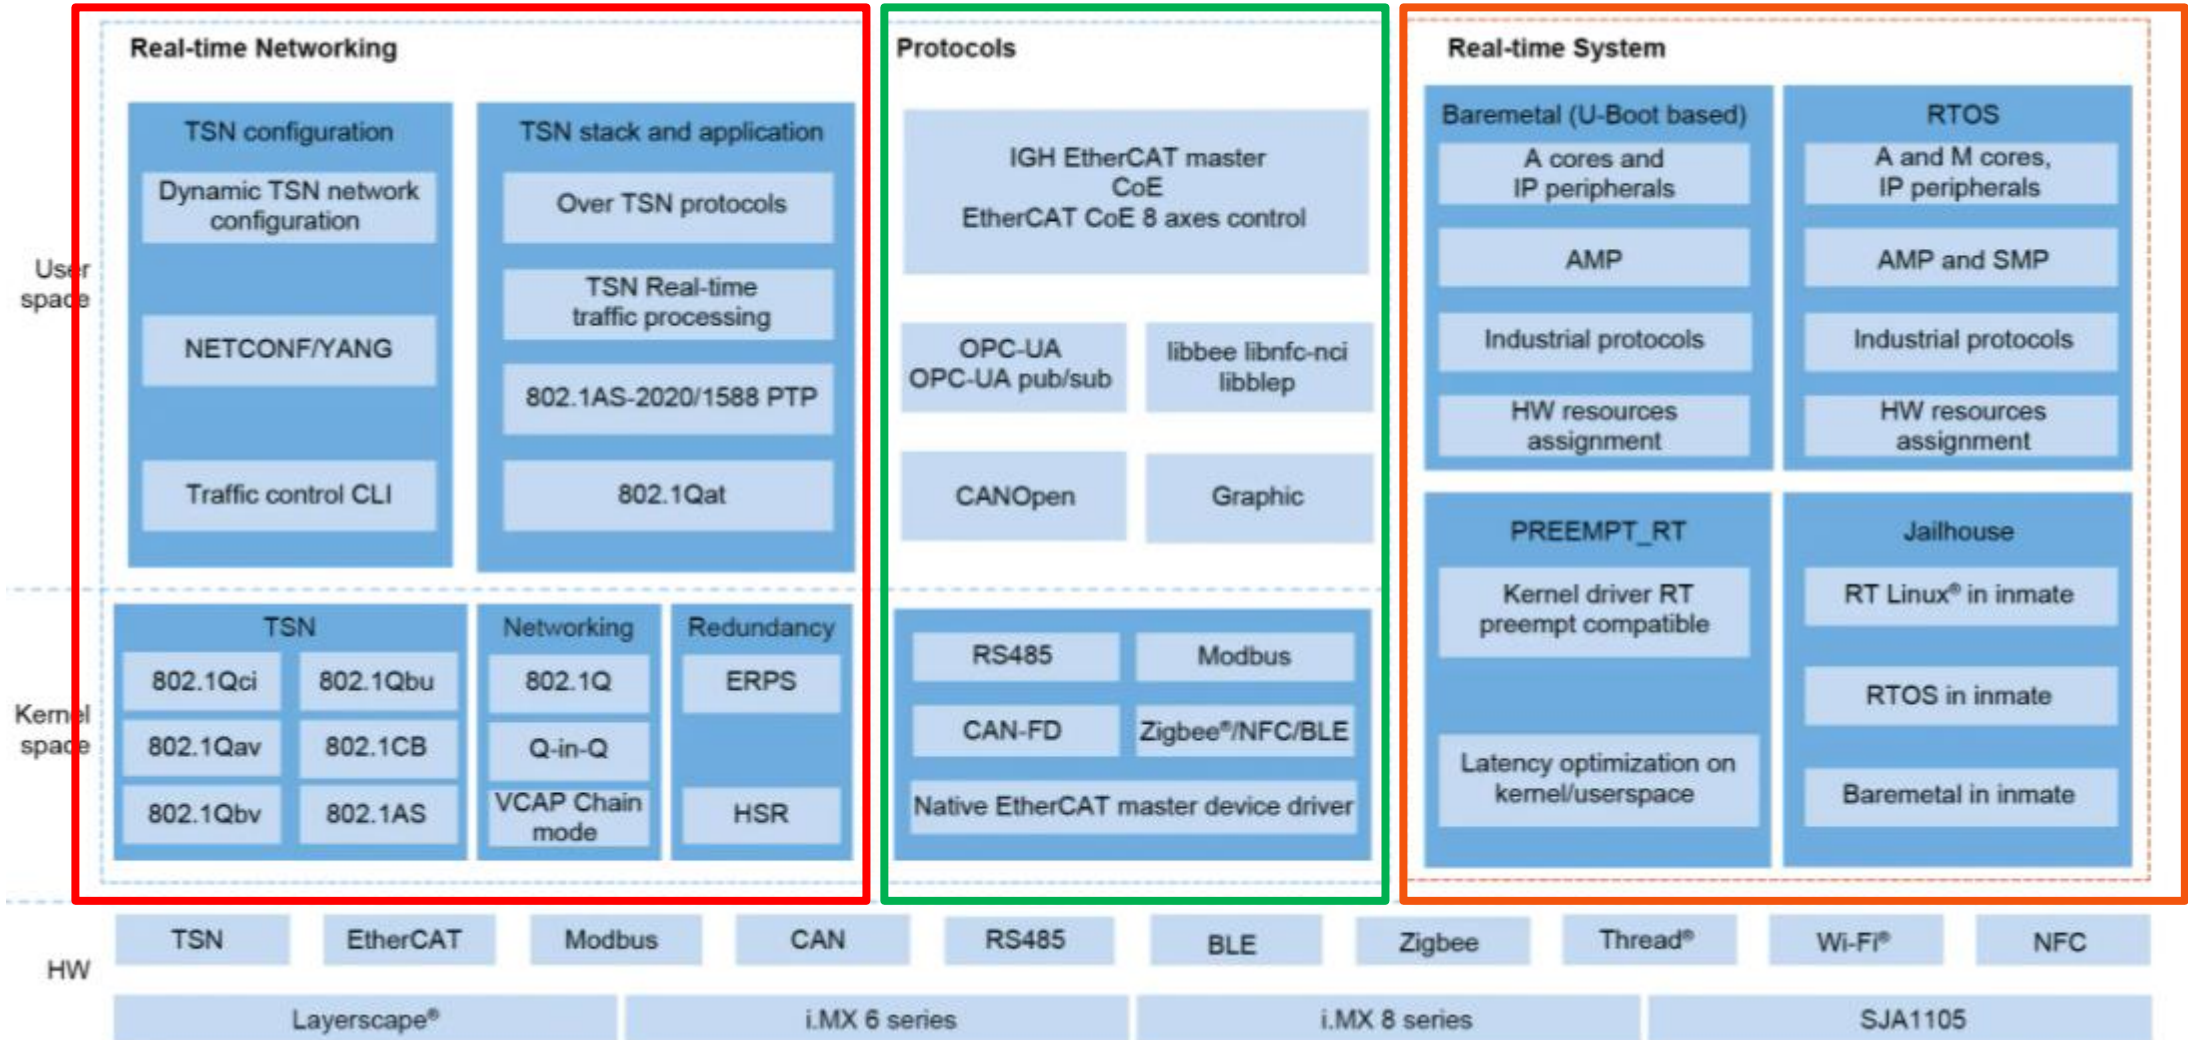 Real-time Networking
TSN configuration
Dynamic TSN network
configuration
NETCONF/YANG
Traffic control CLI
TSN stack and application
Over TSN protocols
TSN Real-time
traffic processing
802.1AS-2020/1588 PTP
802.1Qat
User
space
Kernel
space
TSN
802.1Qci
802.1Qbu
802.1Qav
802.1CB
802.1Qbv
802.1AS
Networking
802.1Q
Q-in-Q
VCAP Chain
mode
Redundancy
ERPS
HSR
Protocols
IGH EtherCAT master
CoE
EtherCAT CoE 8 axes control
OPC-UA
OPC-UA pub/sub
libbee libnfc-nci
libblep
CANOpen
Graphic
RS485
Modbus
CAN-FD
Zigbee®/NFC/BLE
Native EtherCAT master device driver
Real-time System
Baremetal (U-Boot based)
A cores and
IP peripherals
AMP
Industrial protocols
HW resources
assignment
RTOS
A and M cores,
IP peripherals
AMP and SMP
Industrial protocols
HW resources
assignment
PREEMPT_RT
Kernel driver RT
preempt compatible
Latency optimization on
kernel/userspace
Jailhouse
RT Linux® in inmate
RTOS in inmate
Baremetal in inmate
HW
TSN
EtherCAT
Modbus
CAN
RS485
BLE
Zigbee
Thread®
Wi-Fi®
NFC
Layerscape®
i.MX 6 series
i.MX 8 series
SJA1105